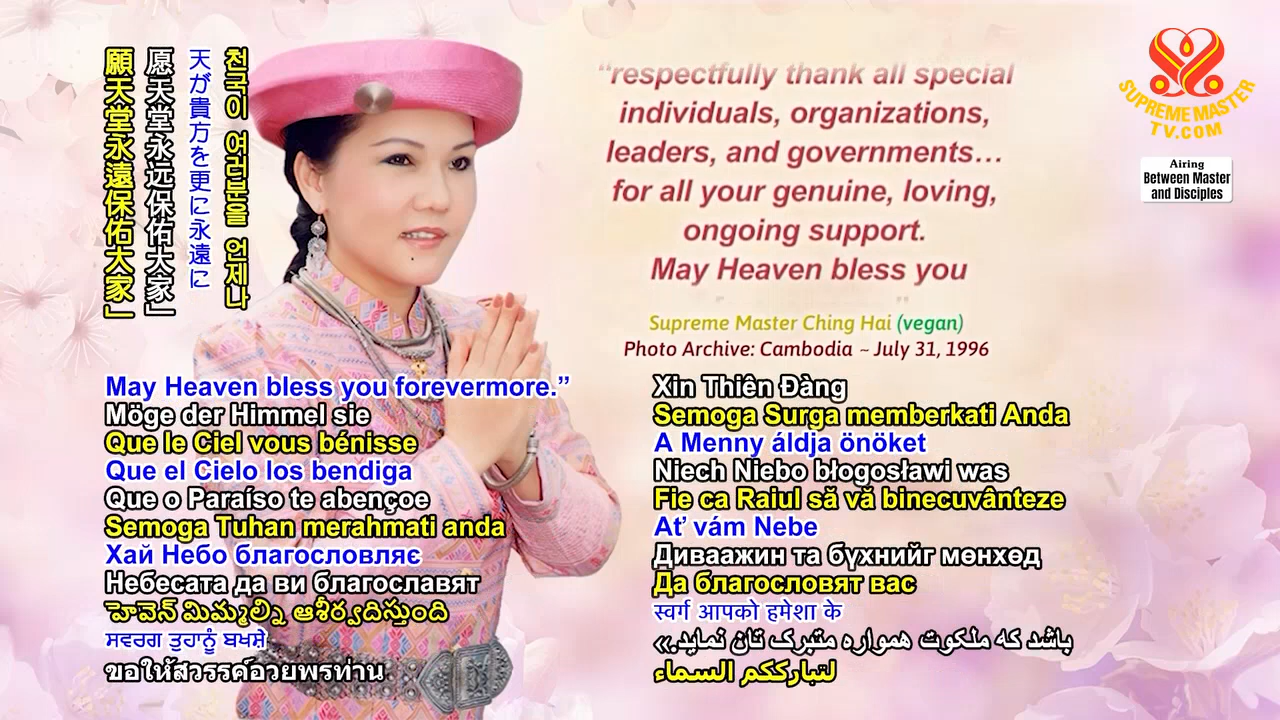 천국이 여러분을 언제나
天が貴方を更に永遠に
愿天堂永远保佑大家」
願天堂永遠保佑大家」
“respectfully thank all special
individuals, organizations,
leaders, and governments…
for all your genuine, loving,
ongoing support.
May Heaven bless you
Supreme Master Ching Hai (vegan)
Photo Archive: Cambodia ~ July 31, 1996
SUPREME MASTER
TV.COM
Airing
Between Master
and Disciples
May Heaven bless you forevermore.”
Möge der Himmel sie
Que le Ciel vous bénisse
Que el Cielo los bendiga
Que o Paraíso te abençoe
Semoga Tuhan merahmati anda
Хай Небо благословляє
Небесата да ви благославят
హెవెన్ మిమ్మల్ని ఆశీర్వదిస్తుంది
ਸਵਰਗ ਤੁਹਾਨੂੰ ਬਖਸ਼ੇ
ขอให้สวรรค์อวยพรท่าน
Xin Thiên Đàng
Semoga Surga memberkati Anda
A Menny áldja önöket
Niech Niebo błogosławi was
Fie ca Raiul să vă binecuvânteze
Ať vám Nebe
Диваажин та бүхнийг мөнхөд
Да благословят вас
स्वर्ग आपको हमेशा के
باشد که ملکوت همواره متبرک تان نماید.»
لتبارككم السماء